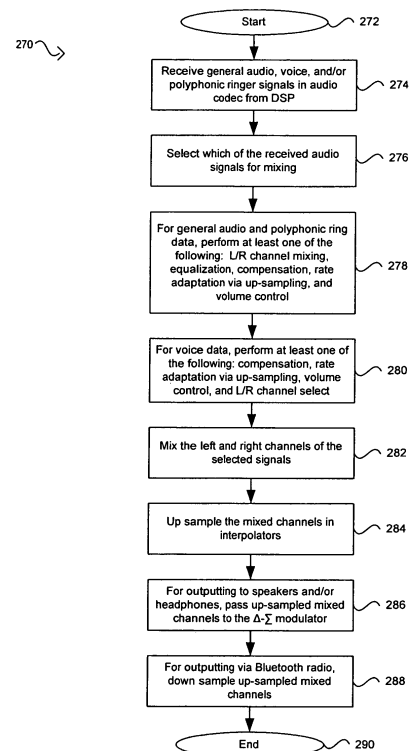 270
Start
272
Receive general audio, voice, and/or
polyphonic ringer signals in audio
codec from DSP
274
Select which of the received audio
signals for mixing
276
For general audio and polyphonic ring
data, perform at least one of the
following: L/R channel mixing,
equalization, compensation, rate
adaptation via up-sampling, and
volume control
278
For voice data, perform at least one of
the following: compensation, rate
adaptation via up-sampling, volume
control, and L/R channel select
280
Mix the left and right channels of the
selected signals
282
Up sample the mixed channels in
interpolators
284
For outputting to speakers and/or
headphones, pass up-sampled mixed
channels to the Δ-∑ modulator
286
For outputting via Bluetooth radio,
down sample up-sampled mixed
channels
288
End
290